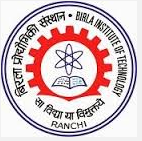 बिरला प्रौद्योगिकी संस्थान
BIRLA INSTITUTE OF TECHNOLOGY
सा विद्या या विमुक्तये
RANCHI